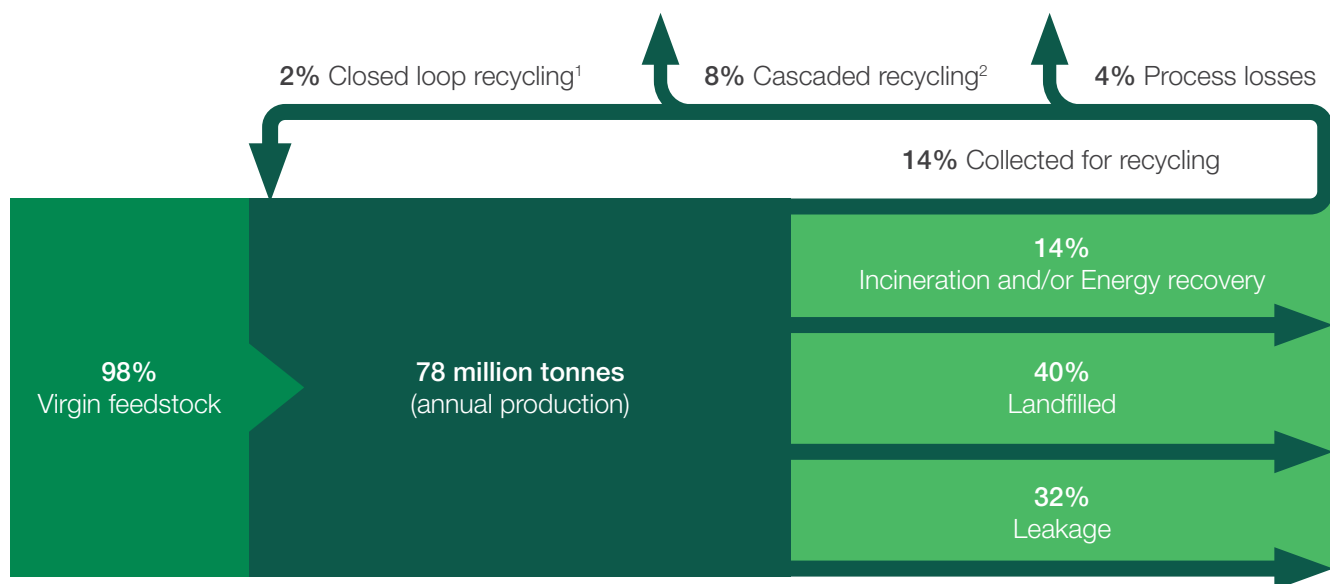 2% Closed loop recycling¹
8% Cascaded recycling²
4% Process losses
14% Collected for recycling
14%
Incineration and/or Energy recovery
98%
Virgin feedstock
78 million tonnes
(annual production)
40%
Landfilled
32%
Leakage